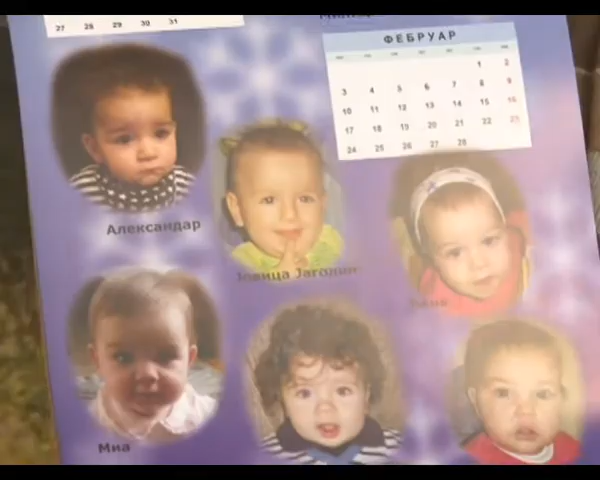 27 28 29 30 31
ФЕБРУАР
1 2
3 4 5 6 7 8 9
10 11 12 13 14 15 16
17 18 19 20 21 22 23
24 25 26 27 28
Александар
Јовица Јаголин
Миа